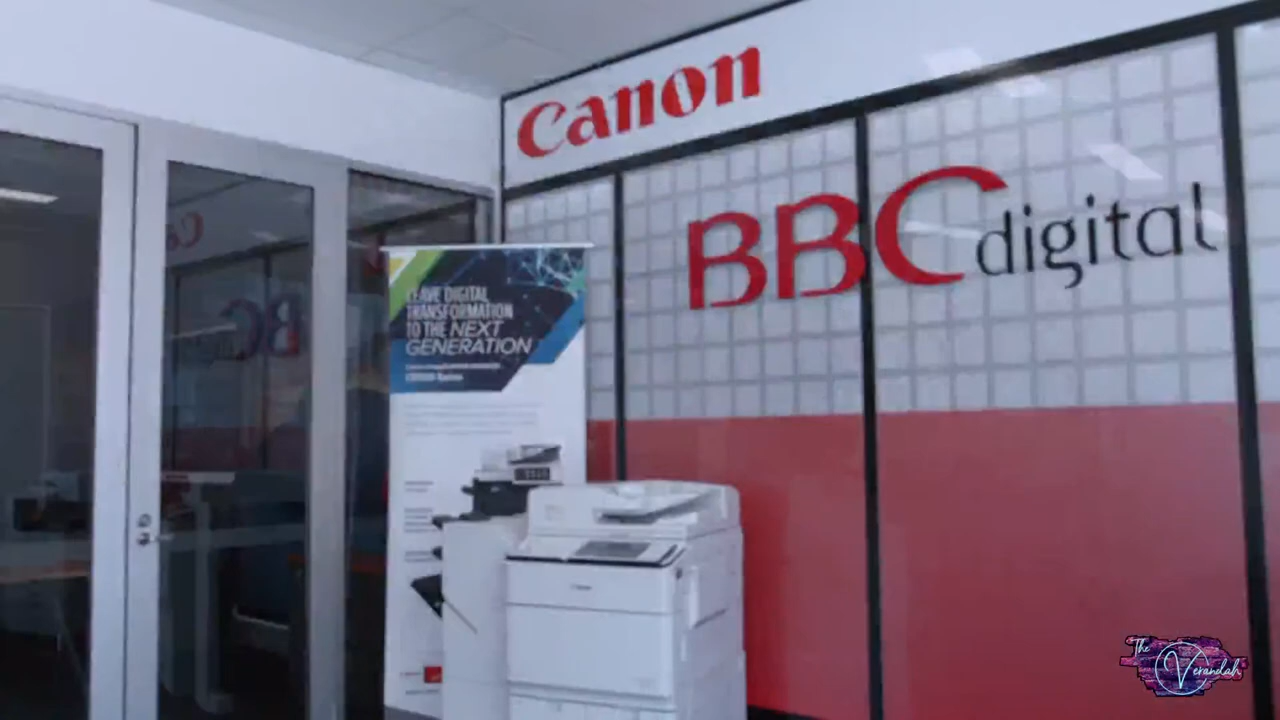 Canon
BBC digital
LEAVE DIGITAL
TRANSFORMATION
TO THE NEXT
GENERATION
The Verandah